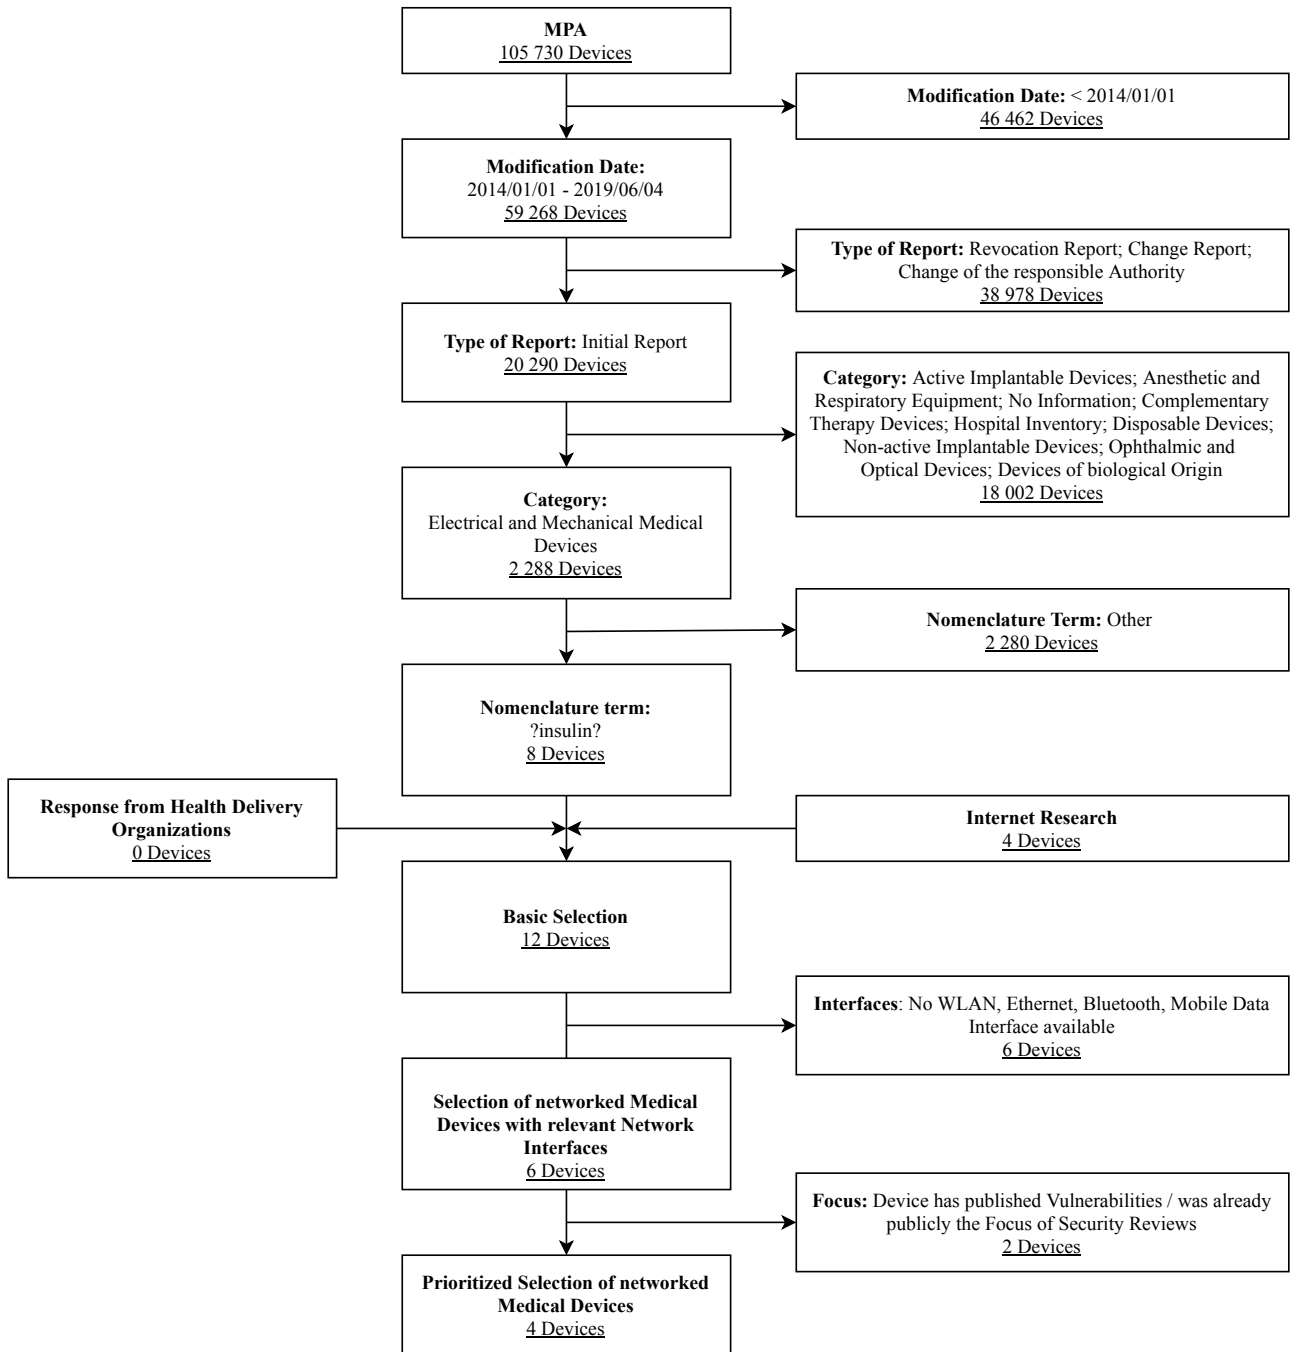 MPA
105 730 Devices
Modification Date: < 2014/01/01
46 462 Devices
Modification Date:
2014/01/01 - 2019/06/04
59 268 Devices
Type of Report: Revocation Report; Change Report;
Change of the responsible Authority
38 978 Devices
Type of Report: Initial Report
20 290 Devices
Category: Active Implantable Devices; Anesthetic and
Respiratory Equipment; No Information; Complementary
Therapy Devices; Hospital Inventory; Disposable Devices;
Non-active Implantable Devices; Ophthalmic and
Optical Devices; Devices of biological Origin
18 002 Devices
Category:
Electrical and Mechanical Medical
Devices
2 288 Devices
Nomenclature Term: Other
2 280 Devices
Nomenclature term:
?insulin?
8 Devices
Response from Health Delivery
Organizations
0 Devices
Internet Research
4 Devices
Basic Selection
12 Devices
Interfaces: No WLAN, Ethernet, Bluetooth, Mobile Data
Interface available
6 Devices
Selection of networked Medical
Devices with relevant Network
Interfaces
6 Devices
Focus: Device has published Vulnerabilities / was already
publicly the Focus of Security Reviews
2 Devices
Prioritized Selection of networked
Medical Devices
4 Devices